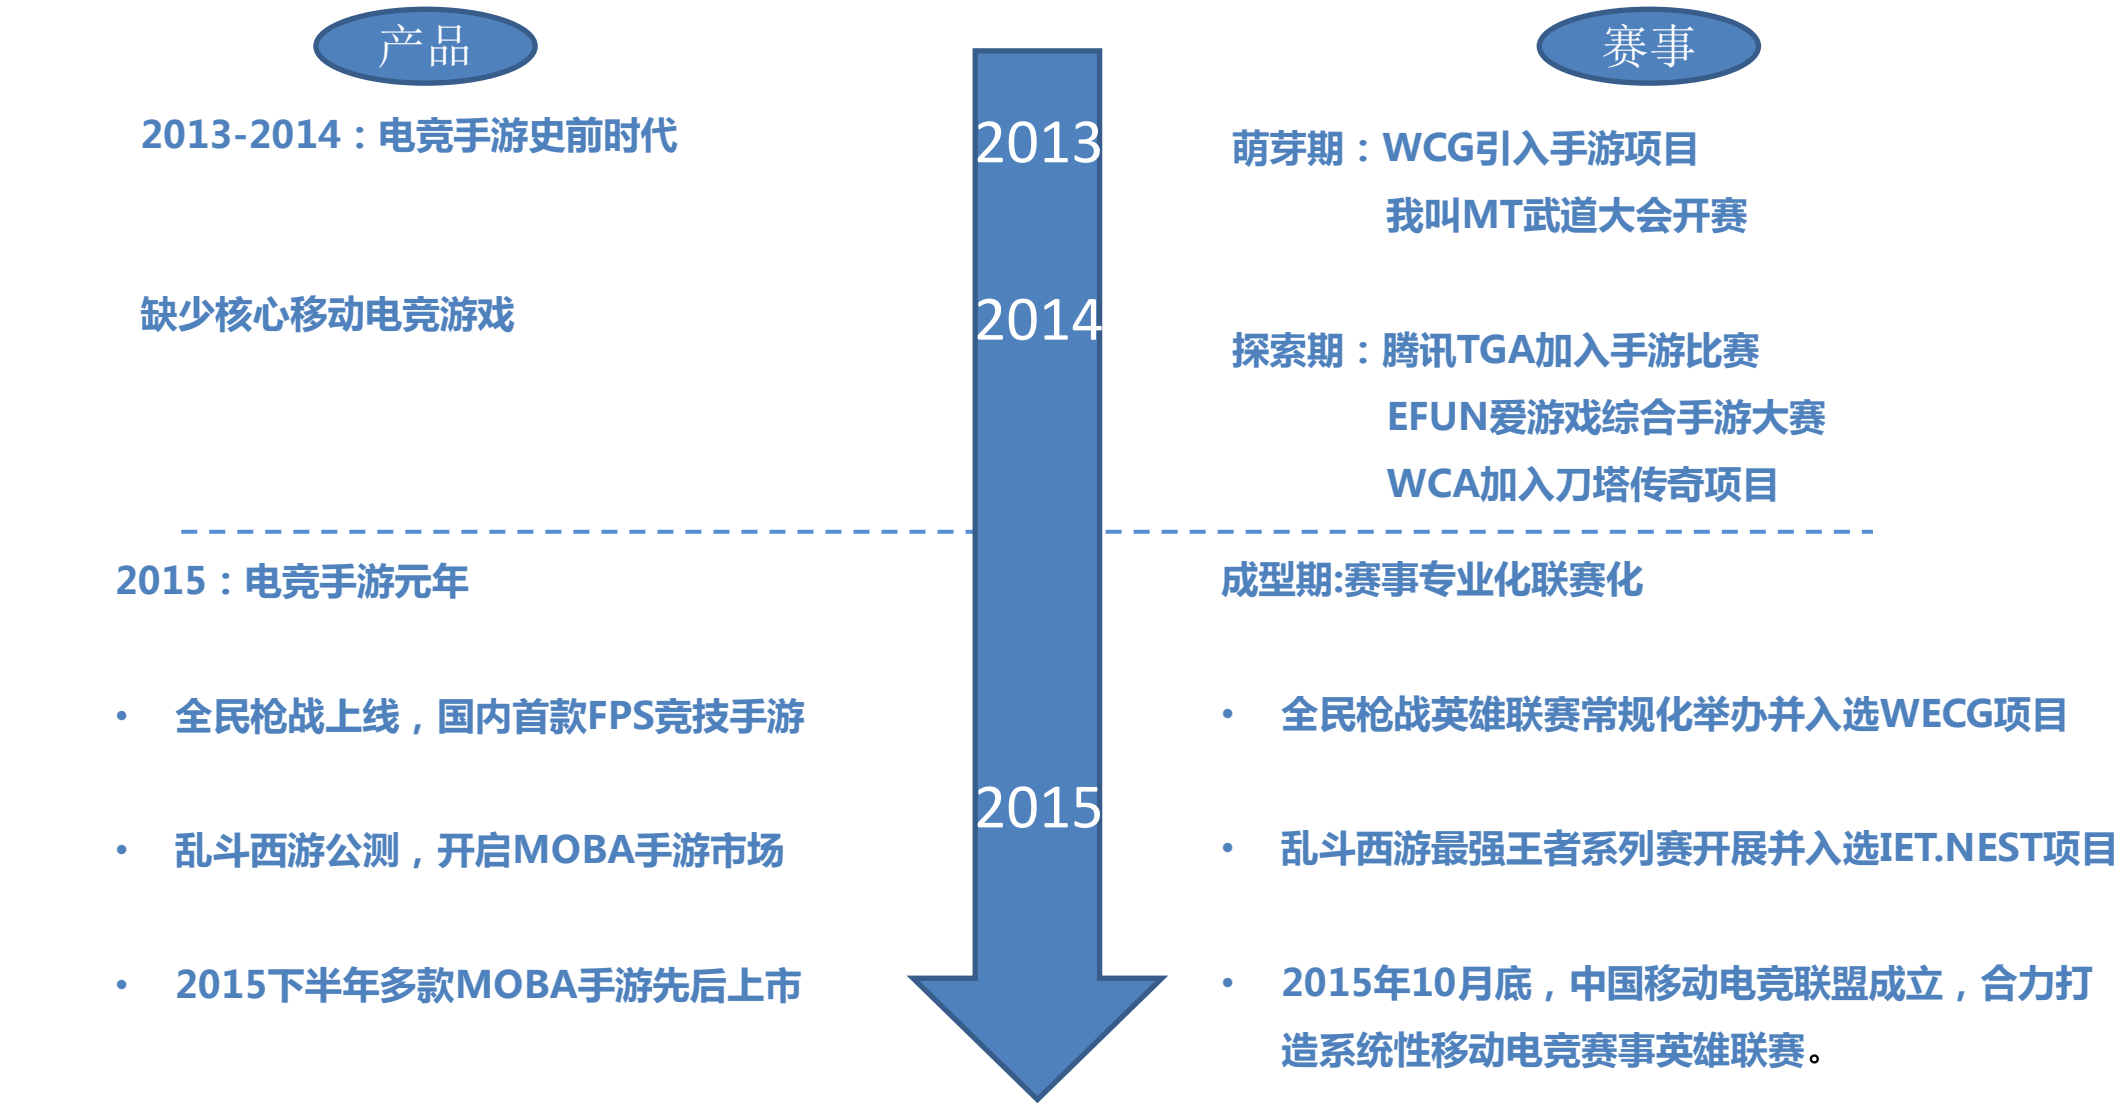 产品
2013-2014：电竞手游史前时代
缺少核心移动电竞游戏
2015：电竞手游元年
• 全民枪战上线，国内首款FPS竞技手游
• 乱斗西游公测，开启MOBA手游市场
• 2015下半年多款MOBA手游先后上市
2013
2014
2015
赛事
萌芽期：WCG引入手游项目
我叫MT武道大会开赛
探索期：腾讯TGA加入手游比赛
EFUN爱游戏综合手游大赛
WCA加入刀塔传奇项目
成型期:赛事专业化联赛化
• 全民枪战英雄联赛常规化举办并入选WECG项目
• 乱斗西游最强王者系列赛开展并入选IET.NEST项目
• 2015年10月底，中国移动电竞联盟成立，合力打
造系统性移动电竞赛事英雄联赛。